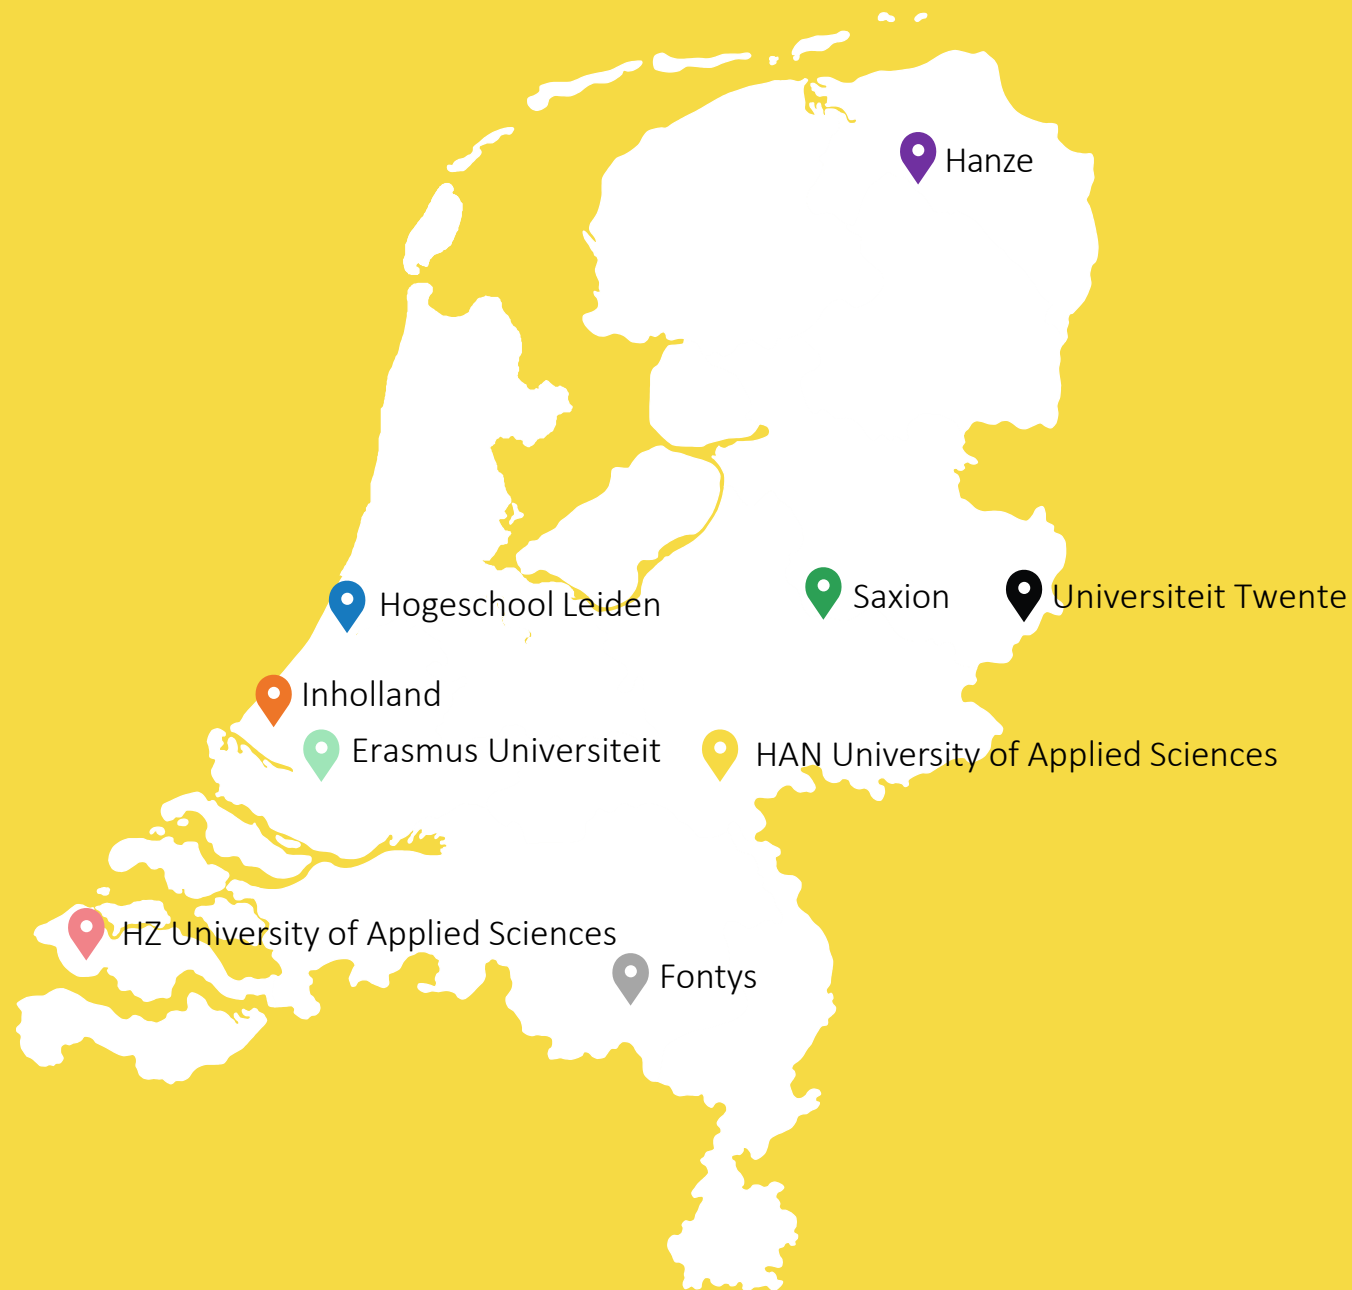 Hanze
Hogeschool Leiden
Saxion
Universiteit Twente
Inholland
Erasmus Universiteit
HAN University of Applied Sciences
HZ University of Applied Sciences
Fontys